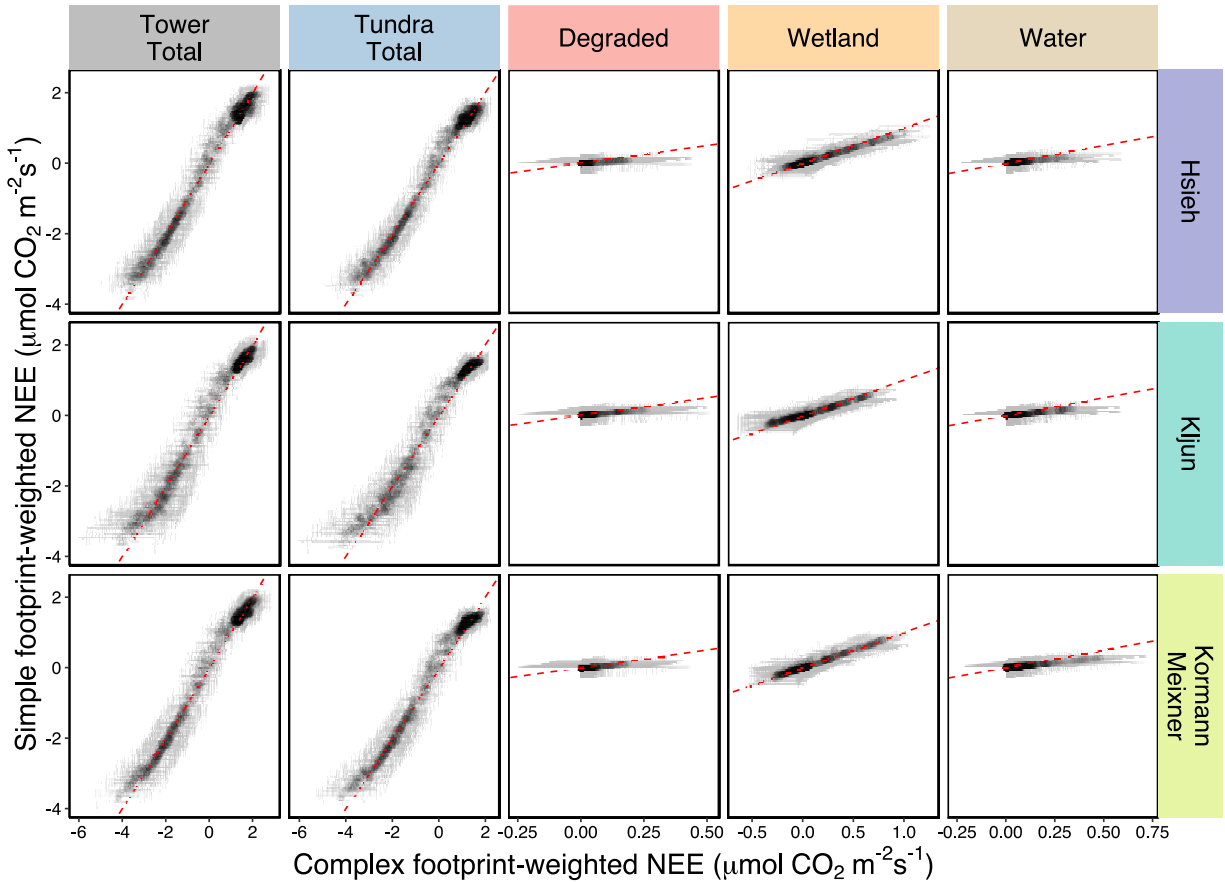 Tower
Total
Tundra
Total
Degraded
Wetland
Water
Simple footprint-weighted NEE (μmol CO2 m-2s-1)
2
0
-2
-4
Hsieh
2
0
-2
-4
Kljun
2
0
-2
-4
Kormann
Meixner
-6 -4 -2 0 2
-6 -4 -2 0 2
-0.25 0.00 0.25 0.50
-0.5 0.0 0.5 1.0
-0.25 0.00 0.25 0.50 0.75
Complex footprint-weighted NEE (μmol CO2 m-2s-1)